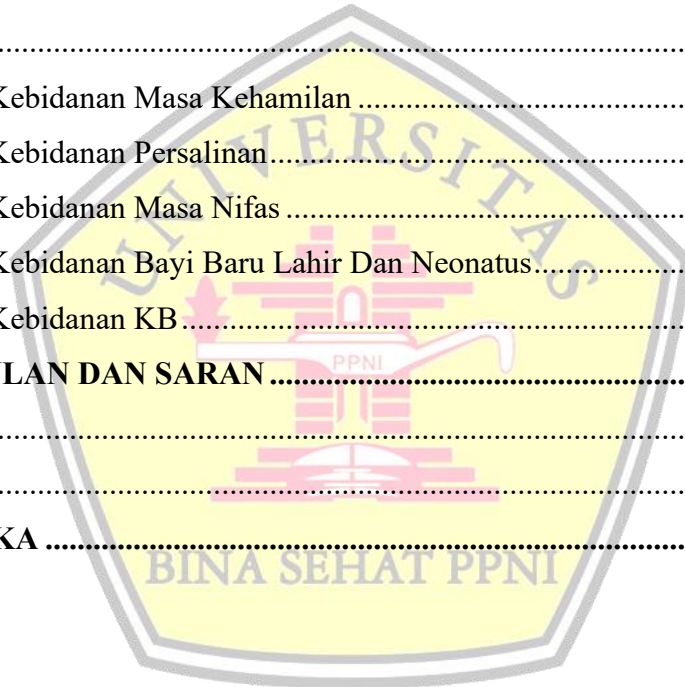 ....................................................................................
Kebidanan Masa Kehamilan .........................................
Kebidanan Persalinan....................................................
Kebidanan Masa Nifas ..................................................
Kebidanan Bayi Baru Lahir Dan Neonatus...................
Kebidanan KB...............................................................
LAN DAN SARAN ....................................................
....................................................................................
....................................................................................
KA ................................................................................
UNIVERSITAS
PPNI
BINA SEHAT PPNI